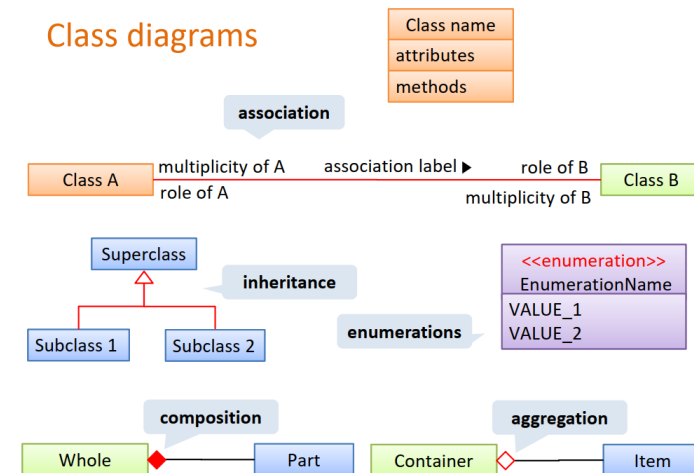 Class diagrams
Class name
attributes
methods
association
Class A
multiplicity of A
association label ▶
role of B
Class B
role of A
multiplicity of B
Superclass
inheritance
Subclass 1
Subclass 2
<<enumeration>>
EnumerationName
VALUE_1
VALUE_2
enumerations
composition
aggregation
Whole
Part
Container
Item